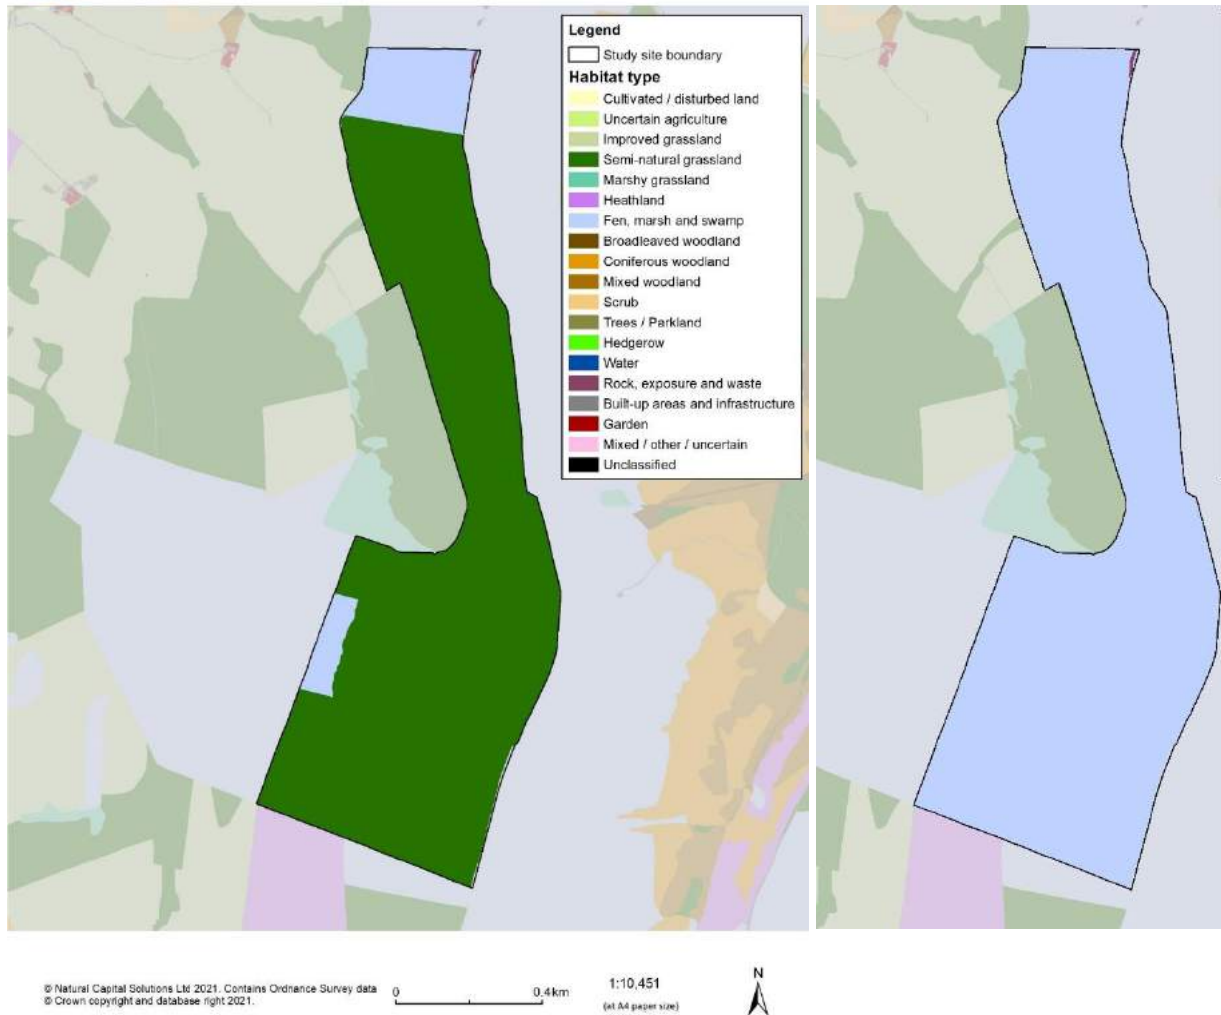 Legend
Study site boundary
Habitat type
Cultivated / disturbed land
Uncertain agriculture
Improved grassland
Semi-natural grassland
Marshy grassland
Heathland
Fen, marsh and swamp
Broadleaved woodland
Coniferous woodland
Mixed woodland
Scrub
Trees / Parkland
Hedgerow
Water
Rock, exposure and waste
Built-up areas and infrastructure
Garden
Mixed / other / uncertain
Unclassified
© Natural Capital Solutions Ltd 2021. Contains Ordnance Survey data
© Crown copyright and database right 2021.
0 0.4km
1:10,451
(at A4 paper size)
N